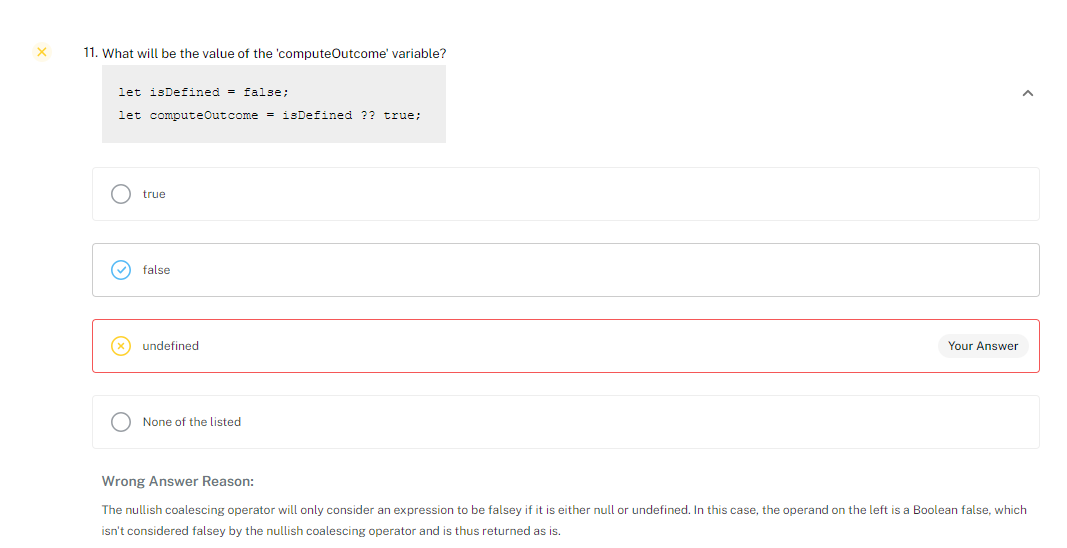 11. What will be the value of the 'computeOutcome' variable?
let isDefined = false;
let computeOutcome = isDefined ?? true;
true
false
undefined
Your Answer
None of the listed
Wrong Answer Reason:
The nullish coalescing operator will only consider an expression to be falsey if it is either null or undefined. In this case, the operand on the left is a Boolean false, which
isn't considered falsey by the nullish coalescing operator and is thus returned as is.